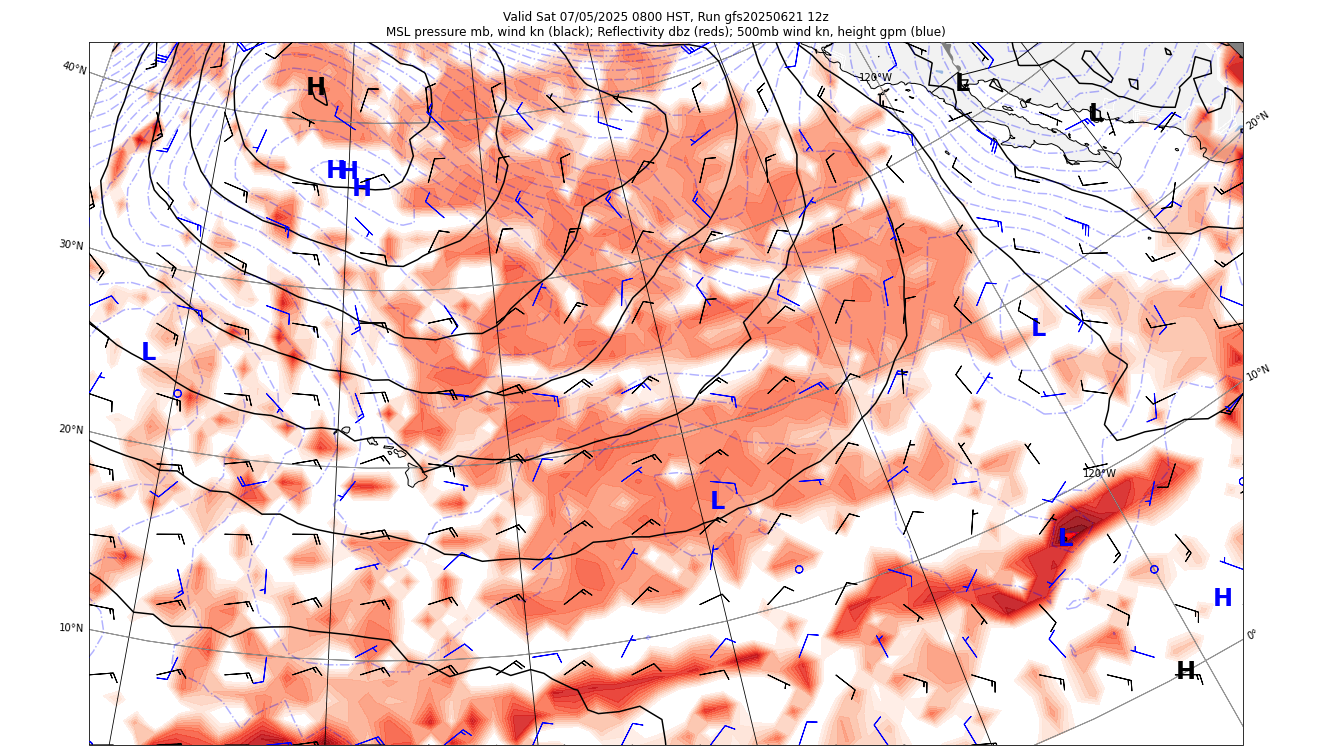 Valid Sat 07/05/2025 0800 HST, Run gfs20250621 12z
MSL pressure mb, wind kn (black); Reflectivity dbz (reds); 500mb wind kn, height gpm (blue)
40°N
120°W
20°N
H
L
L
H H
H
30°N
L
L
10°N
20°N
120°W
L
L
10°N
H
0°
H